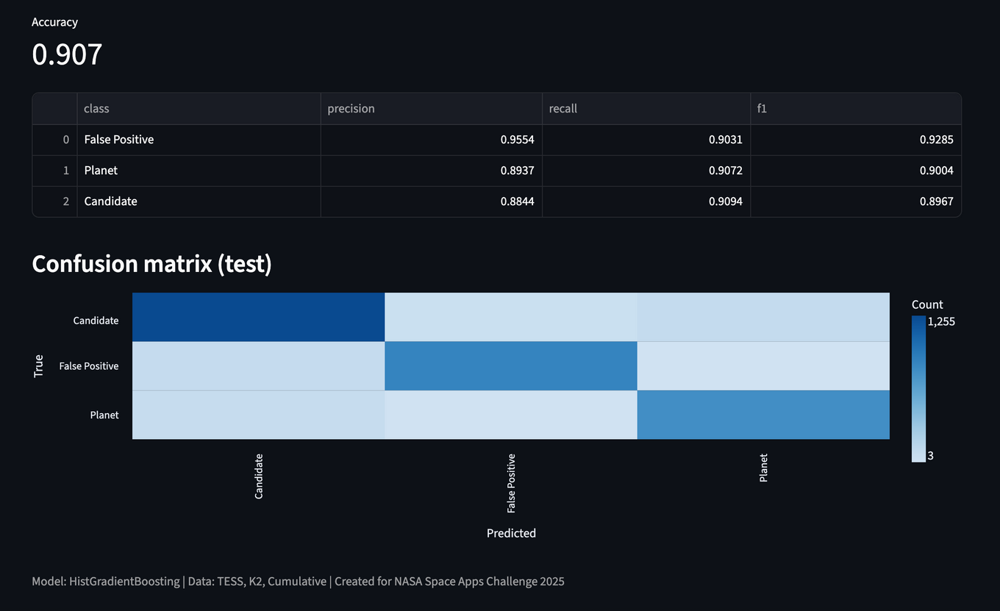 Accuracy
0.907
class precision recall f1
0 False Positive 0.9554 0.9031 0.9285
1 Planet 0.8937 0.9072 0.9004
2 Candidate 0.8844 0.9094 0.8967
Confusion matrix (test)
True
Candidate
False Positive
Planet
Candidate
False Positive
Planet
Predicted
Count
1,255
3
Model: HistGradientBoosting | Data: TESS, K2, Cumulative | Created for NASA Space Apps Challenge 2025